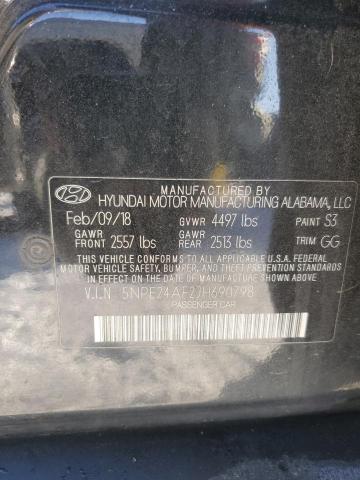 MANUFACTURED BY
HYUNDAI MOTOR MANUFACTURING ALABAMA, LLC
Feb/09/18 GVWR 4497 lbs PAINT S3
GAWR FRONT 2557 lbs GAWR REAR 2513 lbs TRIM GG
THIS VEHICLE CONFORMS TO ALL APPLICABLE U.S. FEDERAL
MOTOR VEHICLE SAFETY, BUMPER, AND THEFT PREVENTION STANDARDS
IN EFFECT ON THE DATE OF MANUFACTURE SHOWN ABOVE.
V.I.N 5NPE24AF2JH690798
PASSENGER CAR